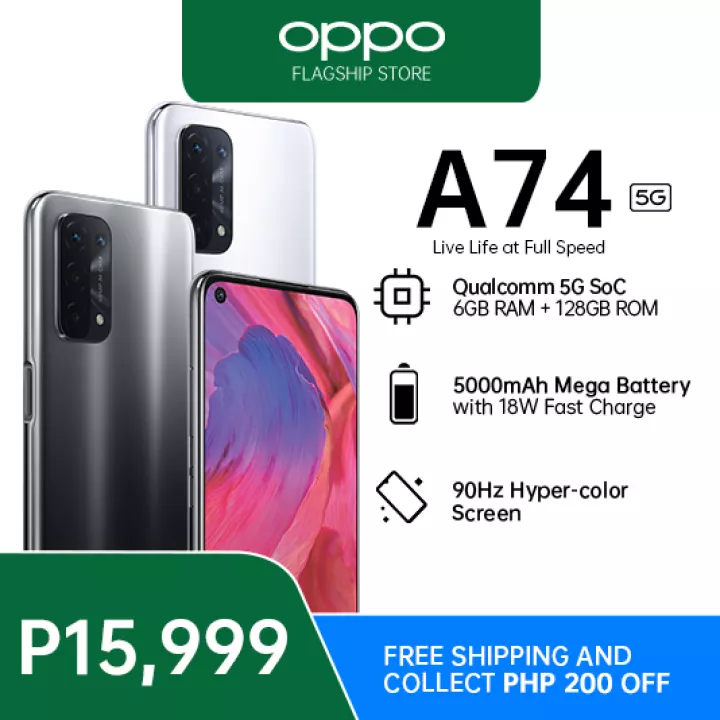 oppo
FLAGSHIP STORE
A74 5G
Live Life at Full Speed
Qualcomm 5G SoC
6GB RAM + 128GB ROM
5000mAh Mega Battery
with 18W Fast Charge
90Hz Hyper-color
Screen
P15,999
FREE SHIPPING AND
COLLECT PHP 200 OFF